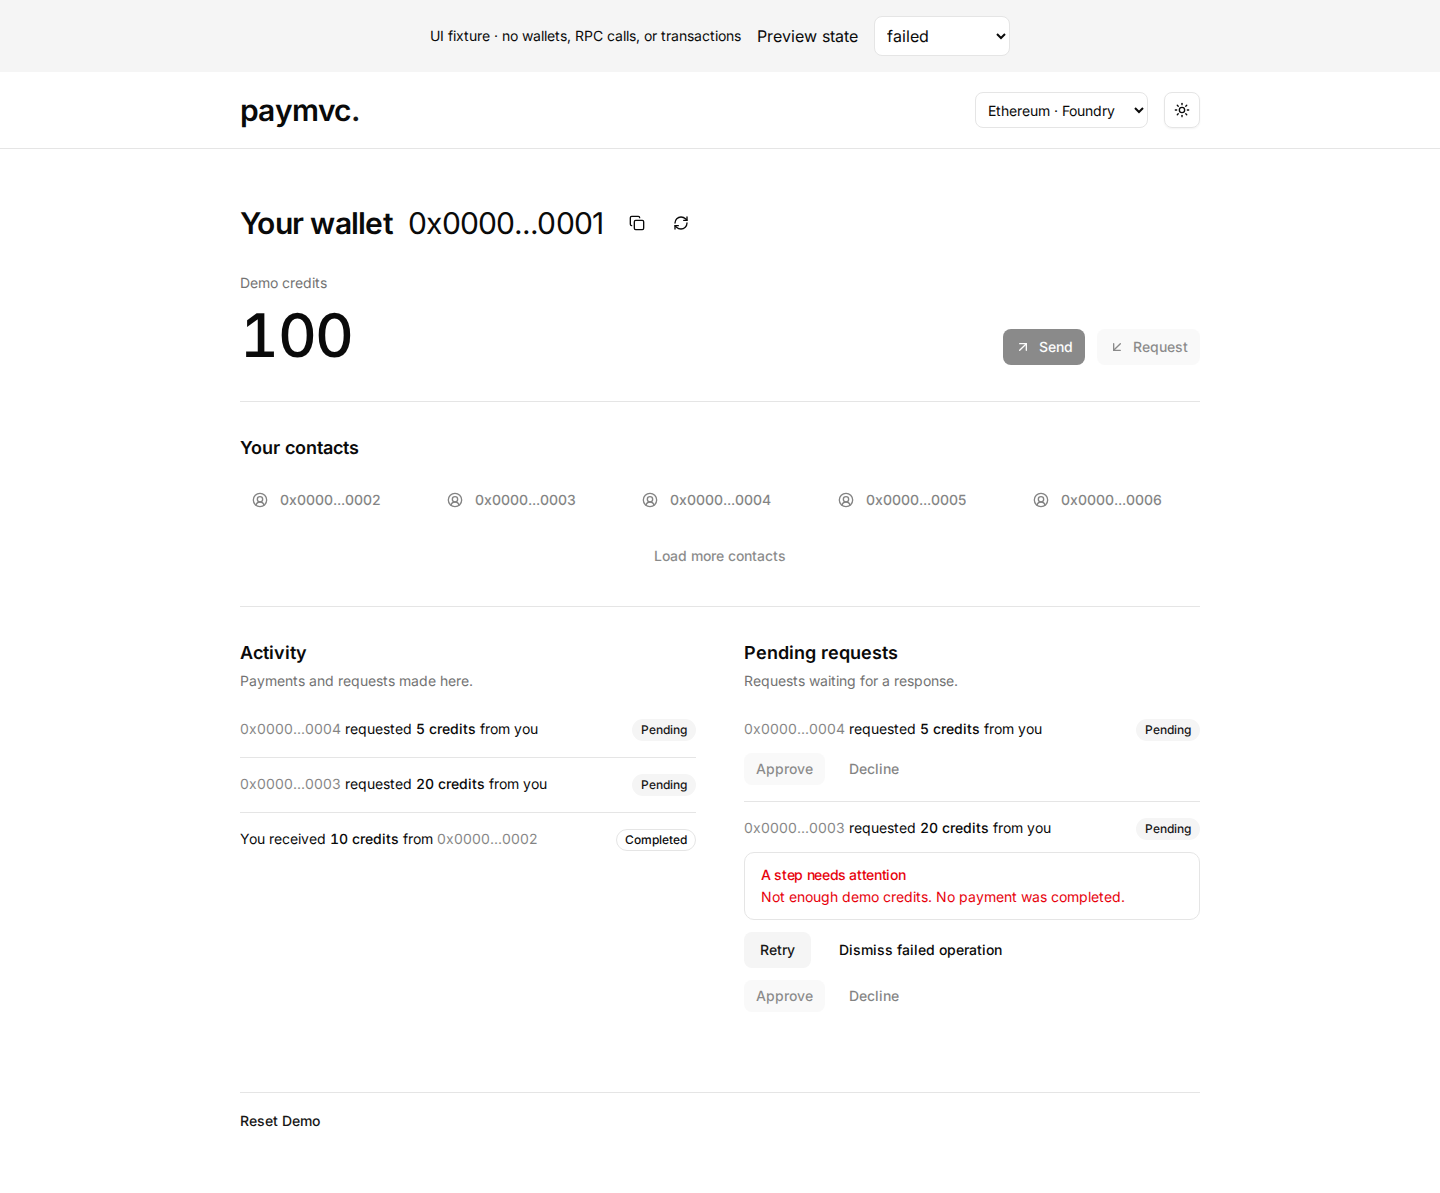 UI fixture · no wallets, RPC calls, or transactions Preview state failed
paymvc. Ethereum · Foundry
Your wallet 0x0000...0001
Demo credits
100
Send Request
Your contacts
0x0000...0002 0x0000...0003 0x0000...0004 0x0000...0005 0x0000...0006
Load more contacts
Activity
Payments and requests made here.
0x0000...0004 requested 5 credits from you Pending
0x0000...0003 requested 20 credits from you Pending
You received 10 credits from 0x0000...0002 Completed
Pending requests
Requests waiting for a response.
0x0000...0004 requested 5 credits from you Pending
Approve Decline
0x0000...0003 requested 20 credits from you Pending
A step needs attention
Not enough demo credits. No payment was completed.
Retry Dismiss failed operation
Approve Decline
Reset Demo